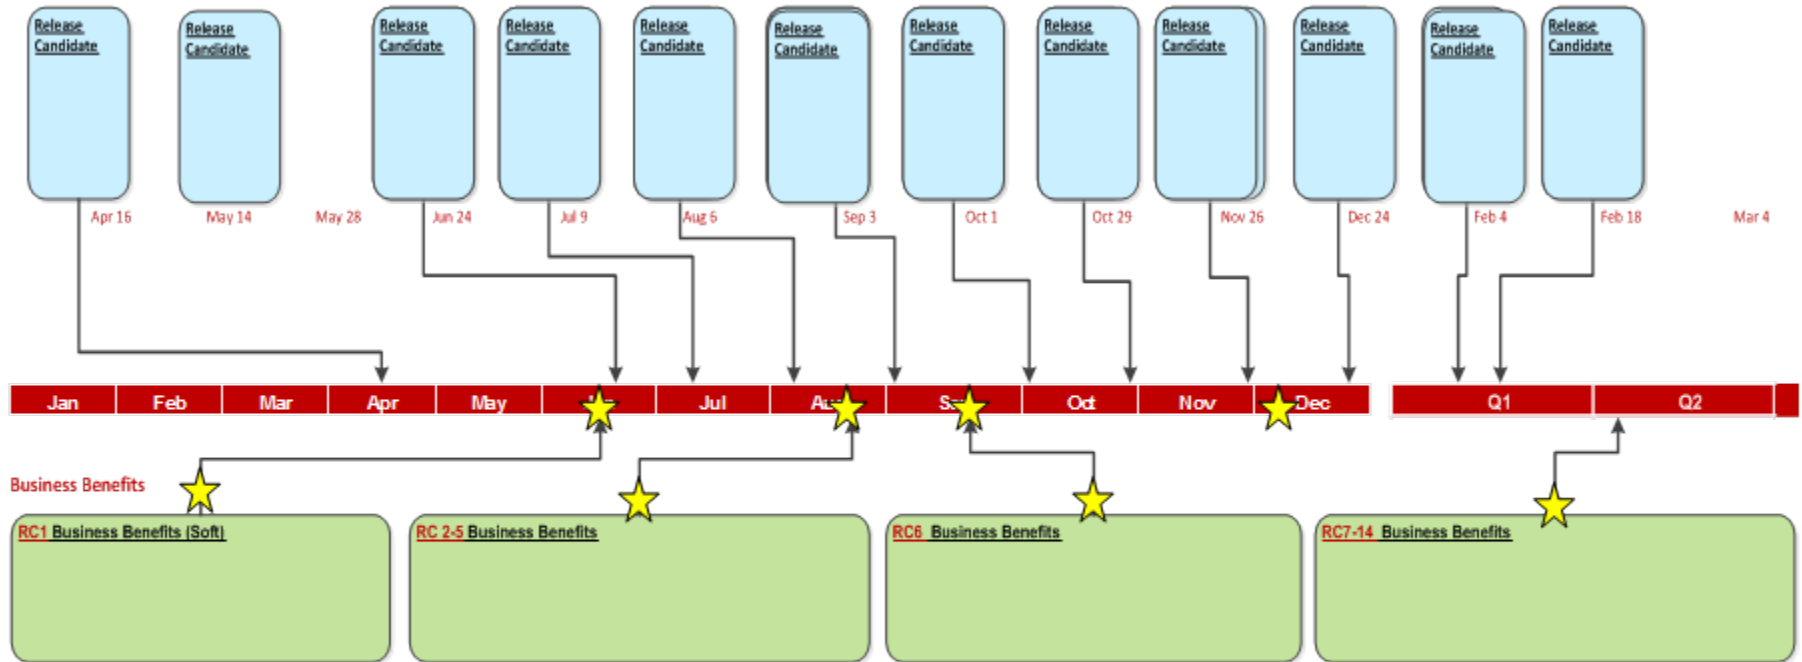 Release
Candidate
Release
Candidate
Release
Candidate
Release
Candidate
Release
Candidate
Release
Candidate
Release
Candidate
Release
Candidate
Release
Candidate
Release
Candidate
Release
Candidate
Release
Candidate
Apr 16 May 14 May 28 Jun 24 Jul 9 Aug 6 Sep 3 Oct 1 Oct 29 Nov 26 Dec 24 Feb 4 Feb 18 Mar 4
Jan Feb Mar Apr May Jul Oct Nov Dec Q1 Q2
Business Benefits
RC1 Business Benefits (Soft)
RC 2-5 Business Benefits
RC6 Business Benefits
RC7-14 Business Benefits